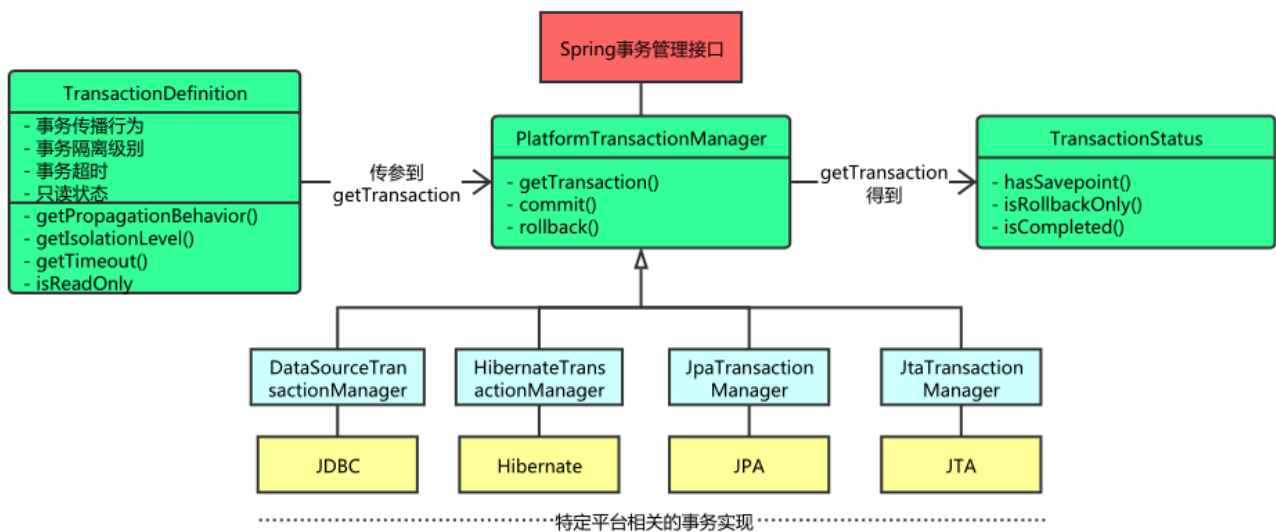 Spring事务管理接口
TransactionDefinition
- 事务传播行为
- 事务隔离级别
- 事务超时
- 只读状态
- getPropagationBehavior()
- getIsolationLevel()
- getTimeout()
- isReadOnly
传参到
getTransaction
PlatformTransactionManager
- getTransaction()
- commit()
- rollback()
getTransaction
得到
TransactionStatus
- hasSavepoint()
- isRollbackOnly()
- isCompleted()
DataSourceTran
sactionManager
HibernateTrans
actionManager
JpaTransaction
Manager
JtaTransaction
Manager
JDBC
Hibernate
JPA
JTA
特定平台相关的事务实现